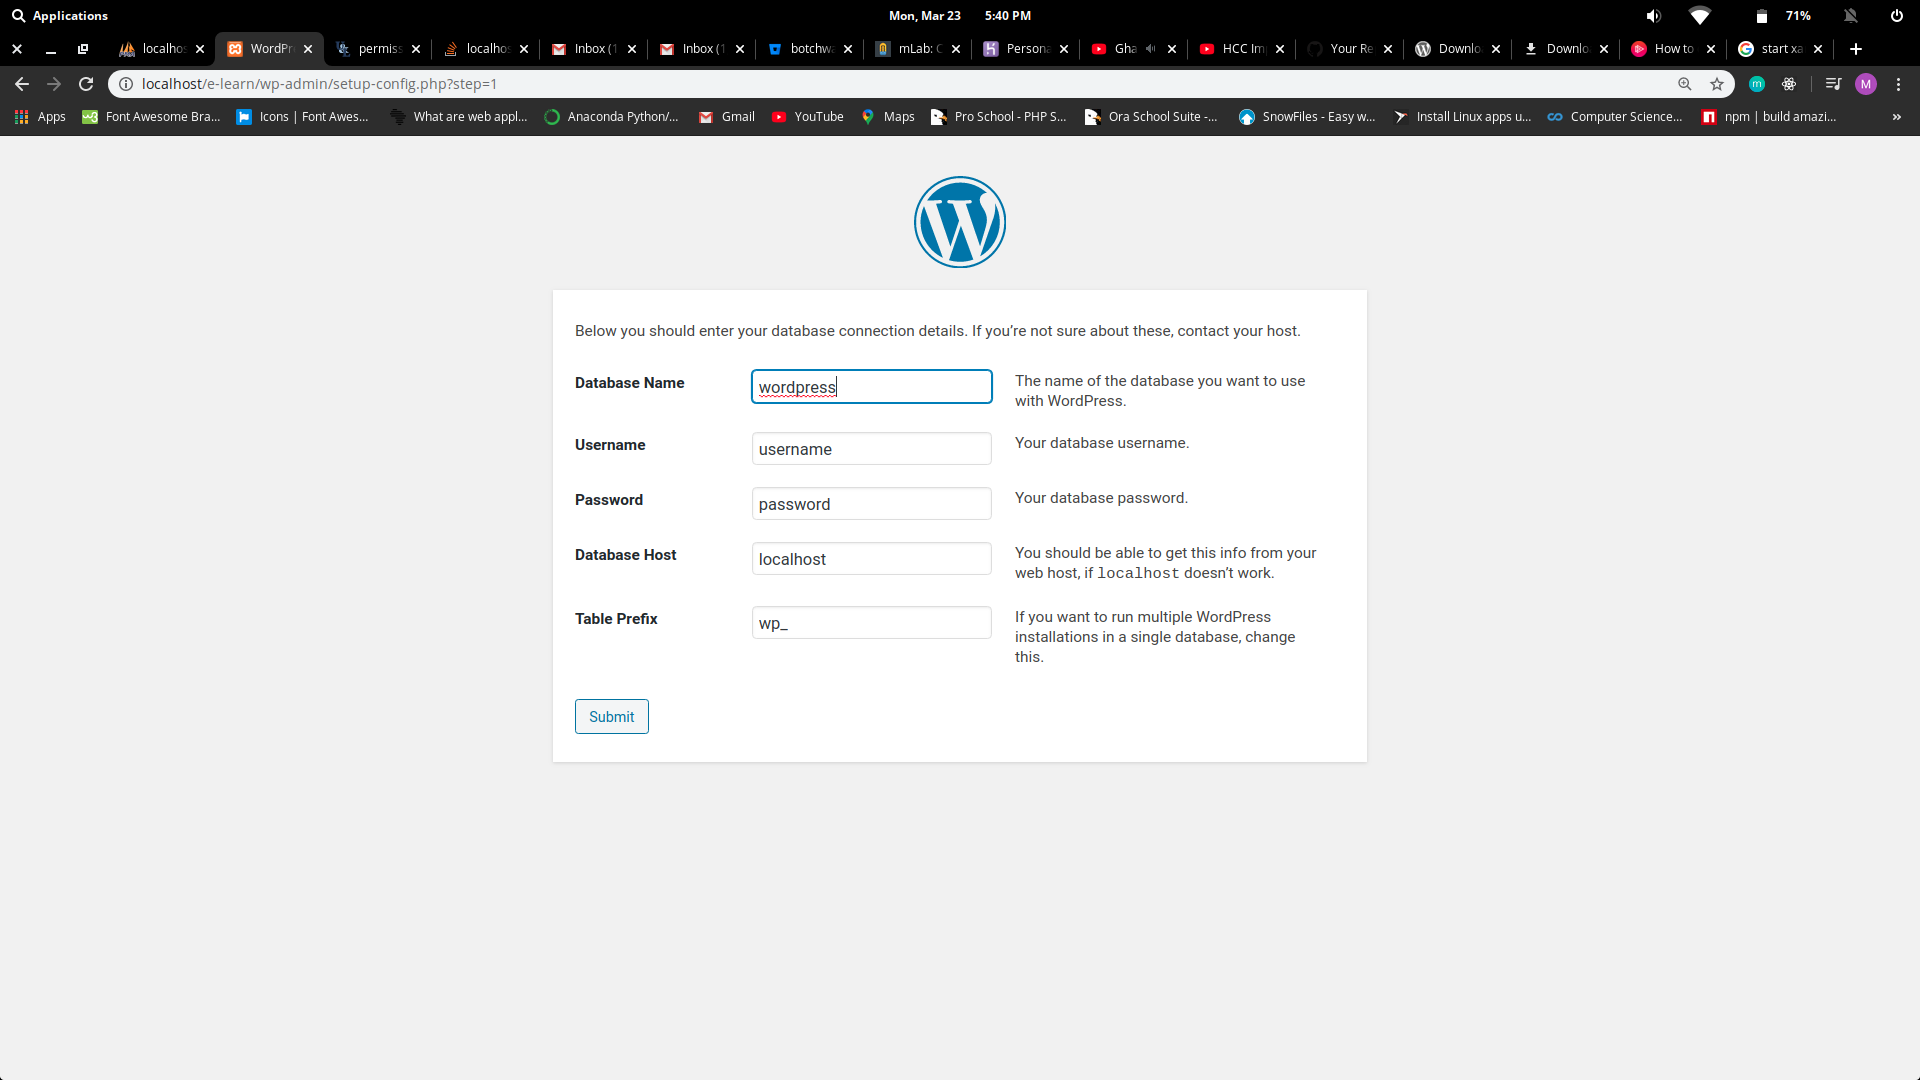 Applications
Mon, Mar 23 5:40 PM
71%
localhos
WordPre
permiss
localhos
Inbox (1
Inbox (1
botchwa
mLab: C
Persona
Gha
HCC Im
Your Re
Downlo
Downlo
How to
start xa
localhost/e-learn/wp-admin/setup-config.php?step=1
m
M
Apps
Font Awesome Bra...
Icons | Font Awes...
What are web appl...
Anaconda Python/...
Gmail
YouTube
Maps
Pro School - PHP S...
Ora School Suite -...
SnowFiles - Easy w...
Install Linux apps u...
Computer Science...
npm | build amazi...
»
Below you should enter your database connection details. If you’re not sure about these, contact your host.
Database Name
wordpress
The name of the database you want to use
with WordPress.
Username
username
Your database username.
Password
password
Your database password.
Database Host
localhost
You should be able to get this info from your
web host, if localhost doesn’t work.
Table Prefix
wp_
If you want to run multiple WordPress
installations in a single database, change
this.
Submit